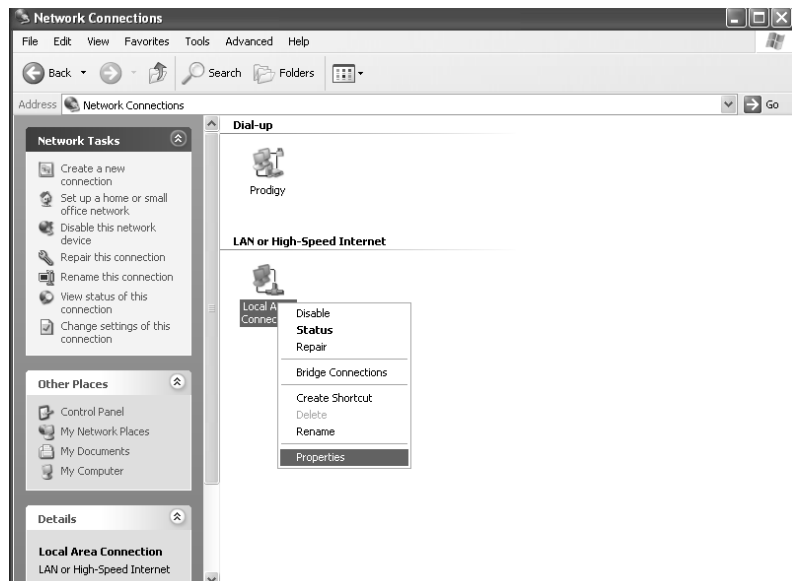 Network Connections
File Edit View Favorites Tools Advanced Help
Back Search Folders
Address Network Connections Go
Network Tasks
Create a new
connection
Set up a home or small
office network
Disable this network
device
Repair this connection
Rename this connection
View status of this
connection
Change settings of this
connection
Other Places
Control Panel
My Network Places
My Documents
My Computer
Details
Local Area Connection
LAN or High-Speed Internet
Dial-up
Prodigy
LAN or High-Speed Internet
Local A
Connec
Disable
Status
Repair
Bridge Connections
Create Shortcut
Delete
Rename
Properties